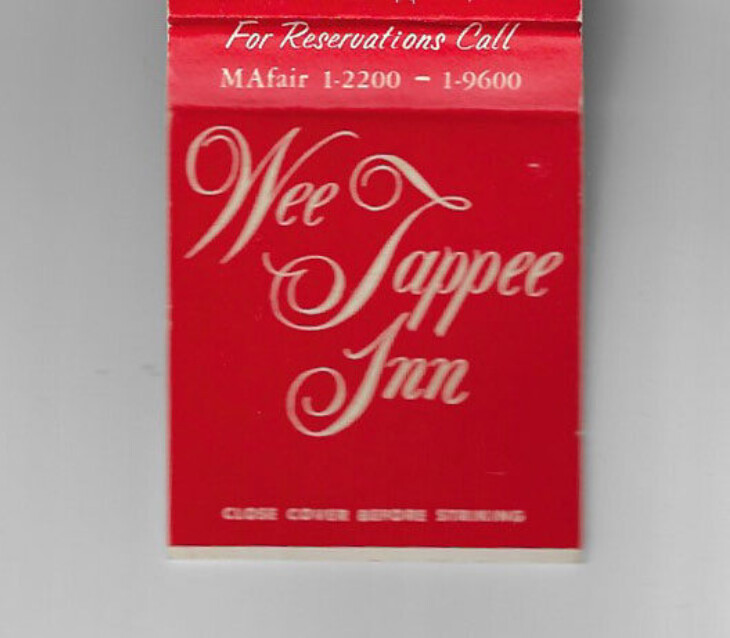 For Reservations Call
MAfair 1-2200 - 1-9600
Wee
Tappee
Inn
CLOSE COVER BEFORE STRIKING